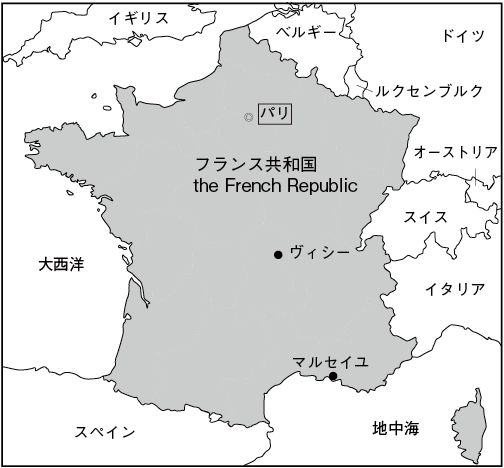 イギリス
ベルギー
ドイツ
ルクセンブルク
パリ
オーストリア
フランス共和国
the French Republic
スイス
ヴィシー
大西洋
イタリア
マルセイユ
スペイン
地中海